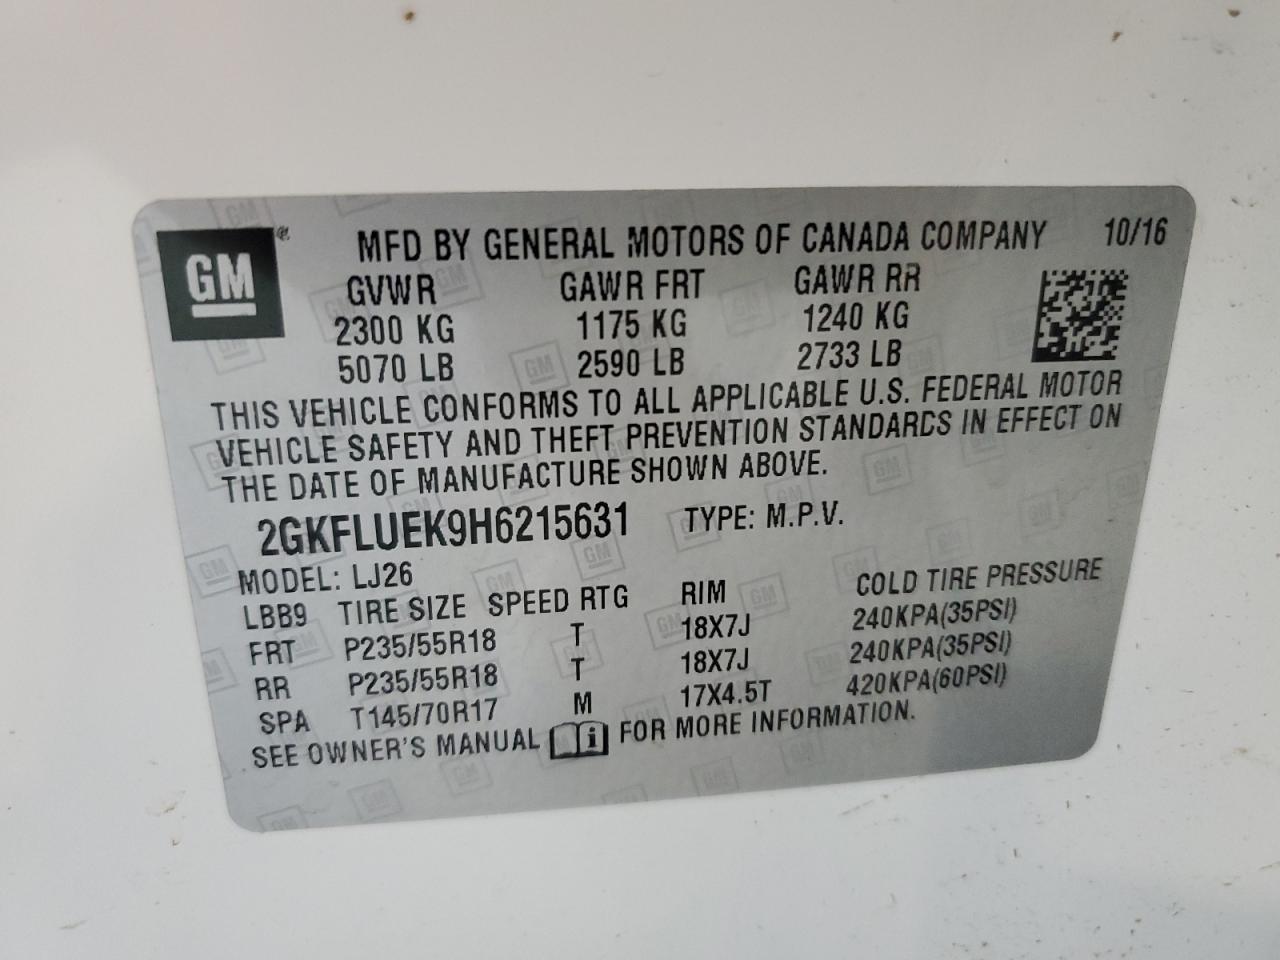 GM
MFD BY GENERAL MOTORS OF CANADA COMPANY 10/16
GVWR GAWR FRT GAWR RR
2300 KG 1175 KG 1240 KG
5070 LB 2590 LB 2733 LB
THIS VEHICLE CONFORMS TO ALL APPLICABLE U.S. FEDERAL MOTOR
VEHICLE SAFETY AND THEFT PREVENTION STANDARDS IN EFFECT ON
THE DATE OF MANUFACTURE SHOWN ABOVE.
2GKFLUEK9H6215631 TYPE: M.P.V.
MODEL: LJ26
LBB9 TIRE SIZE SPEED RTG RIM COLD TIRE PRESSURE
FRT P235/55R18 T 18X7J 240KPA(35PSI)
RR P235/55R18 T 18X7J 240KPA(35PSI)
SPA T145/70R17 M 17X4.5T 420KPA(60PSI)
SEE OWNER'S MANUAL i FOR MORE INFORMATION.